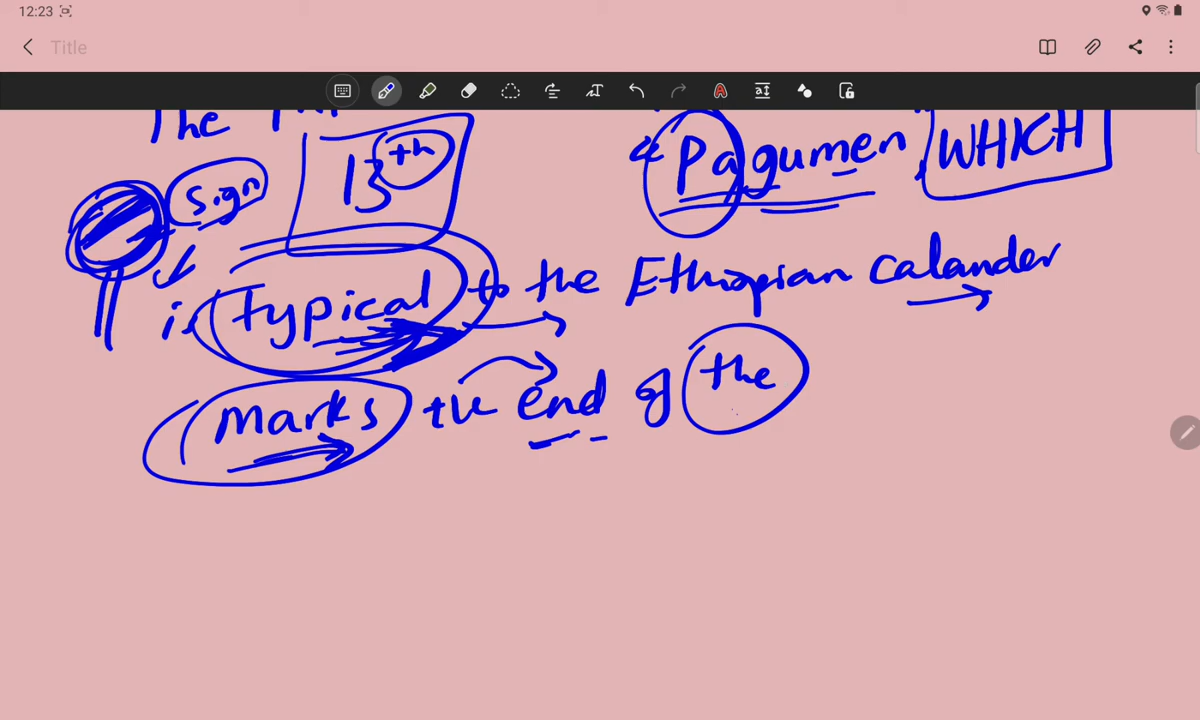 12:23
Title
The
13th "Pagumen, WHICH
sign
is typical to the Ethiopian calander
marks the end of the